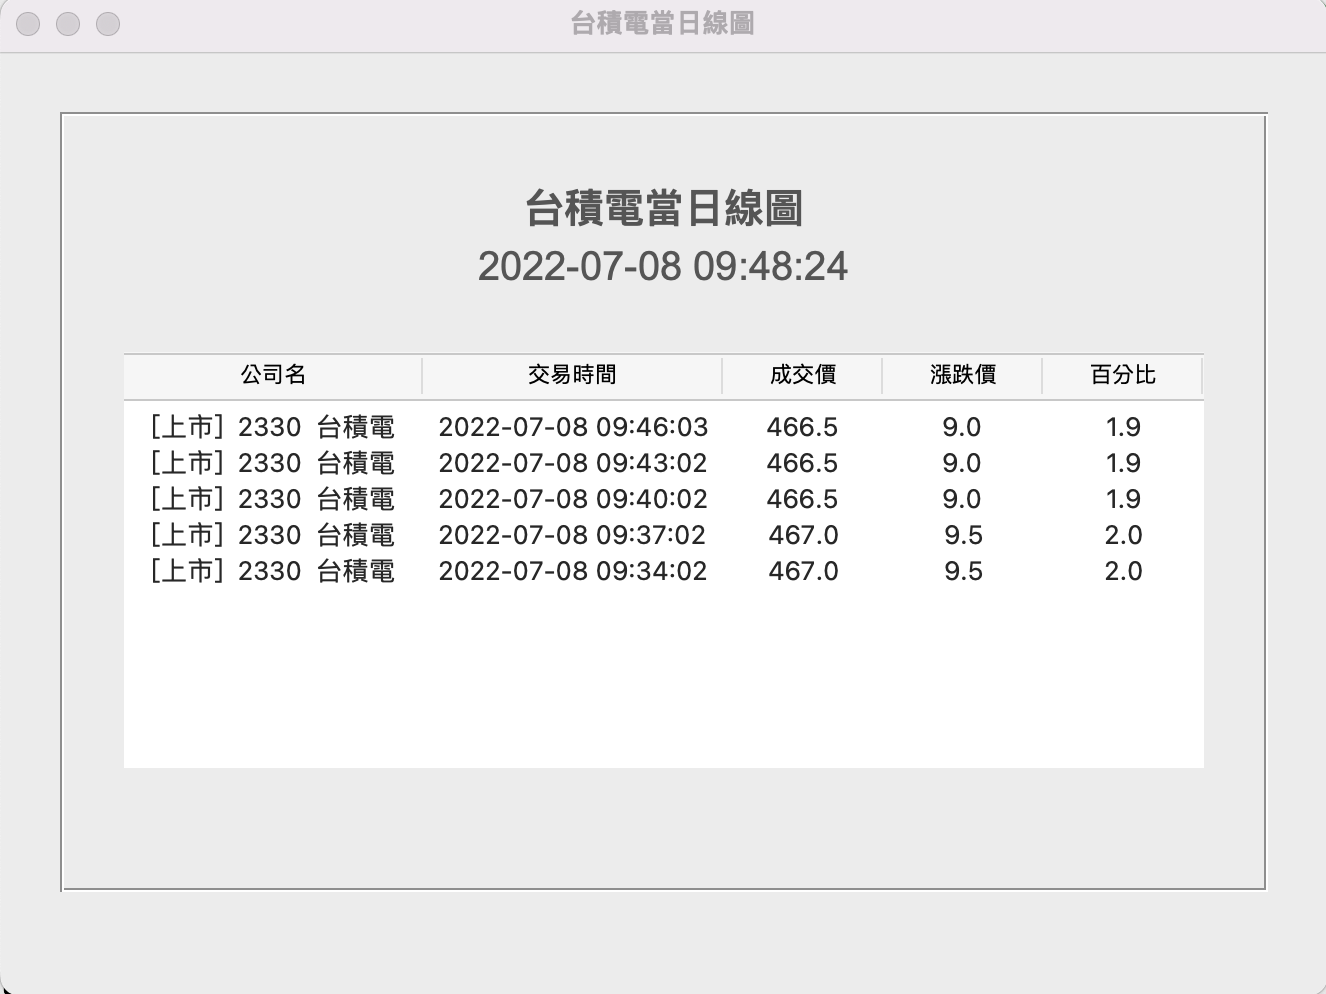 台積電當日線圖
台積電當日線圖
2022-07-08 09:48:24
公司名 交易時間 成交價 漲跌價 百分比
[上市] 2330 台積電 2022-07-08 09:46:03 466.5 9.0 1.9
[上市] 2330 台積電 2022-07-08 09:43:02 466.5 9.0 1.9
[上市] 2330 台積電 2022-07-08 09:40:02 466.5 9.0 1.9
[上市] 2330 台積電 2022-07-08 09:37:02 467.0 9.5 2.0
[上市] 2330 台積電 2022-07-08 09:34:02 467.0 9.5 2.0